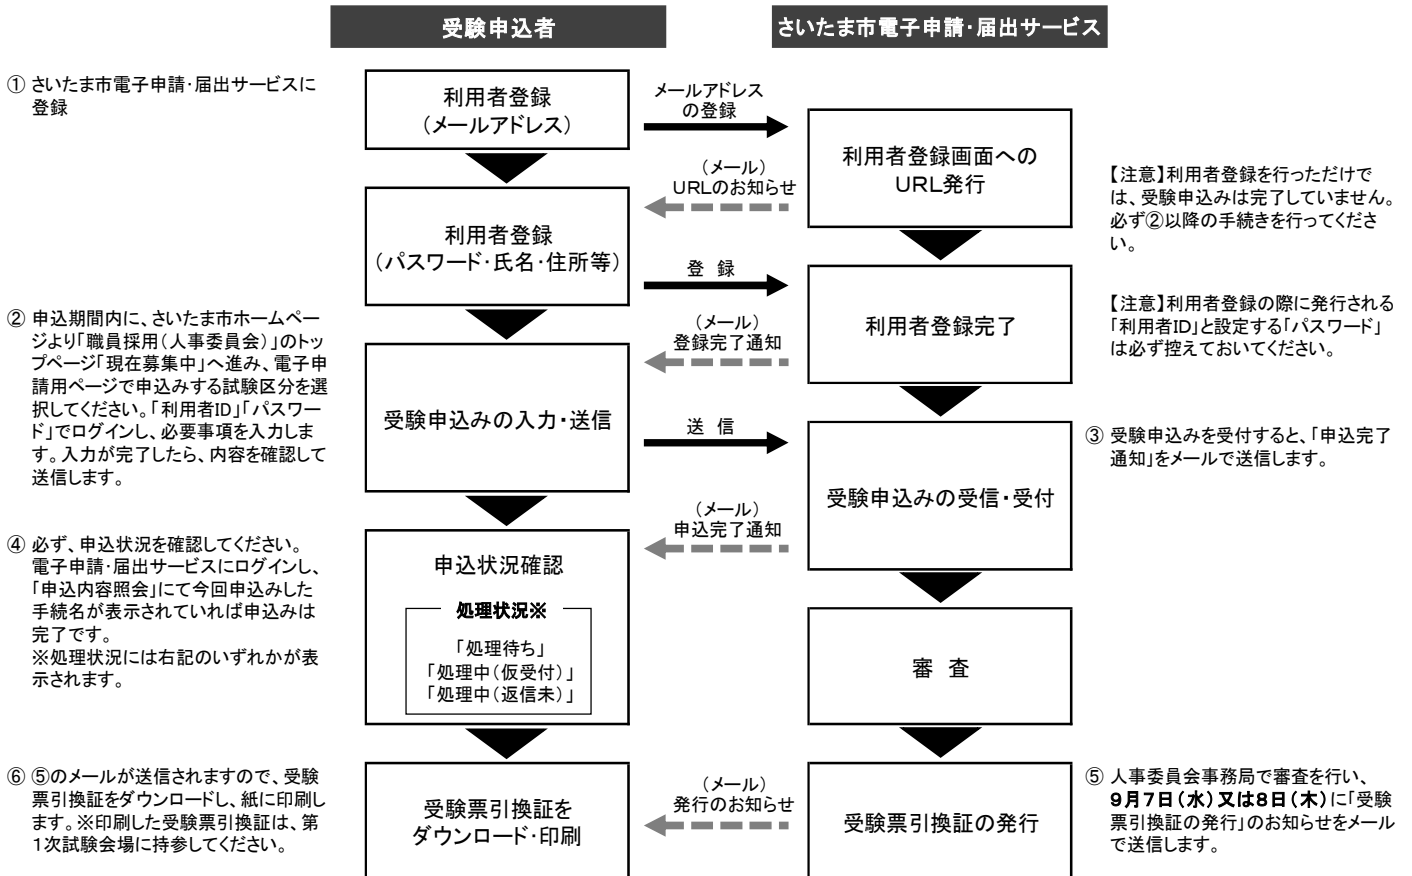 受験申込者
さいたま市電子申請・届出サービス
① さいたま市電子申請・届出サービスに
登録
利用者登録
（メールアドレス）
メールアドレス
の登録
利用者登録画面への
ＵＲＬ発行
（メール）
ＵＲＬのお知らせ
【注意】利用者登録を行っただけで
は、受験申込みは完了していません。
必ず②以降の手続きを行ってくださ
い。
利用者登録
（パスワード・氏名・住所等）
登 録
利用者登録完了
（メール）
登録完了通知
【注意】利用者登録の際に発行される
「利用者ID」と設定する「パスワード」
は必ず控えておいてください。
② 申込期間内に、さいたま市ホームペー
ジより「職員採用（人事委員会）」のトッ
プページ「現在募集中」へ進み、電子申
請用ページで申込みする試験区分を選
択してください。「利用者ID」「パスワー
ド」でログインし、必要事項を入力しま
す。入力が完了したら、内容を確認して
送信します。
受験申込みの入力・送信
送 信
受験申込みの受信・受付
③ 受験申込みを受付すると、「申込完了
通知」をメールで送信します。
（メール）
申込完了通知
④ 必ず、申込状況を確認してください。
電子申請・届出サービスにログインし、
「申込内容照会」にて今回申込みした
手続名が表示されていれば申込みは
完了です。
※処理状況には右記のいずれかが表
示されます。
申込状況確認
処理状況※
「処理待ち」
「処理中（仮受付）」
「処理中（返信未）」
審 査
⑥ ⑤のメールが送信されますので、受験
票引換証をダウンロードし、紙に印刷し
ます。※印刷した受験票引換証は、第
１次試験会場に持参してください。
受験票引換証を
ダウンロード・印刷
（メール）
発行のお知らせ
受験票引換証の発行
⑤ 人事委員会事務局で審査を行い、
９月７日（水）又は８日（木）に「受験
票引換証の発行」のお知らせをメール
で送信します。